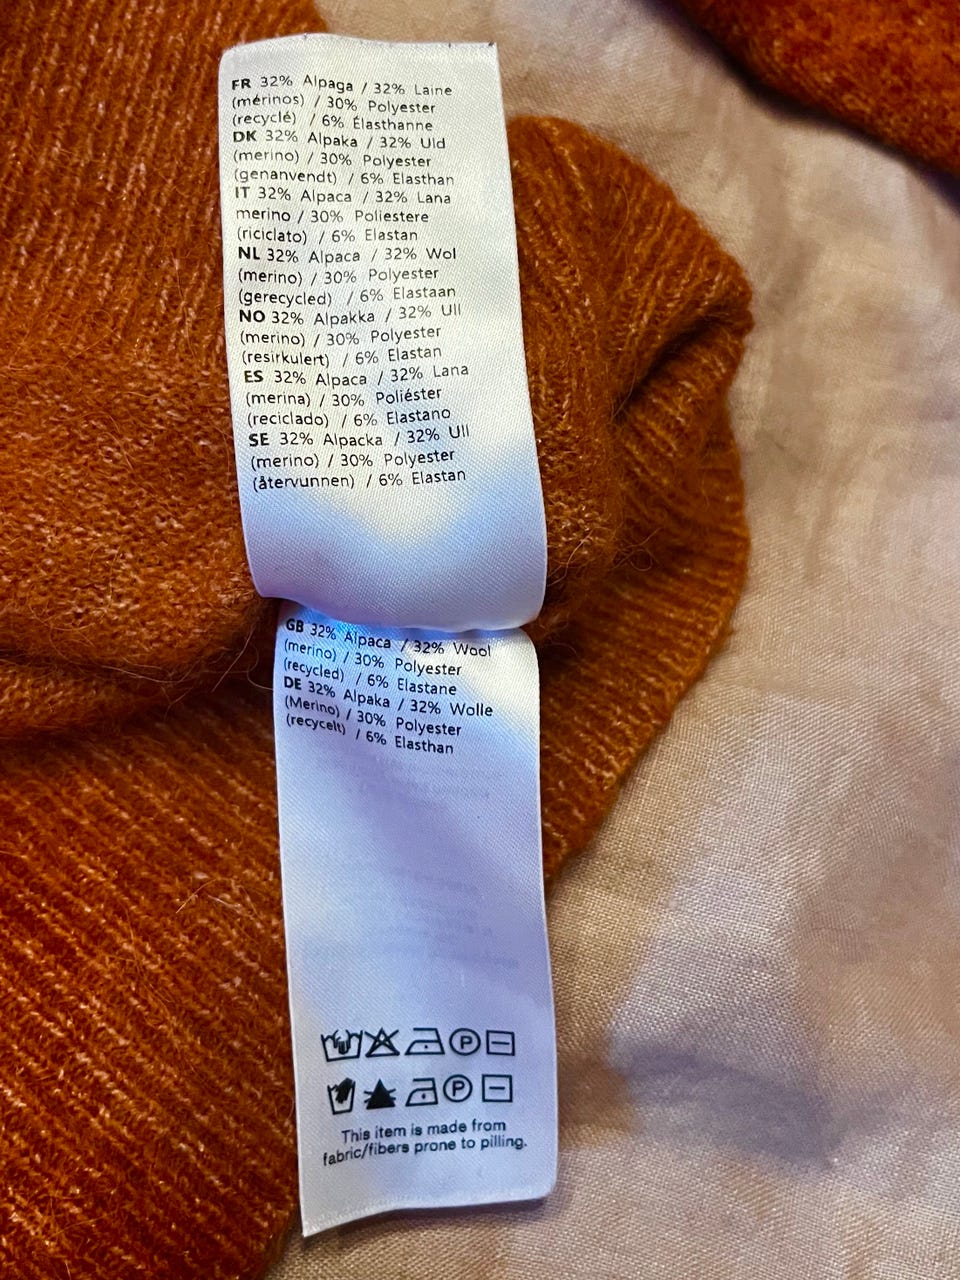 FR 32% Alpaga / 32% Laine
(mérinos) / 30% Polyester
(recyclé) / 6% Élasthanne
DK 32% Alpaka / 32% Uld
(merino) / 30% Polyester
(genanvendt) / 6% Elasthan
IT 32% Alpaca / 32% Lana
merino / 30% Poliestere
(riciclato) / 6% Elastan
NL 32% Alpaca / 32% Wol
(merino) / 30% Polyester
(gerecycled) / 6% Elastaan
NO 32% Alpakka / 32% Ull
(merino) / 30% Polyester
(resirkulert) / 6% Elastan
ES 32% Alpaca / 32% Lana
(merina) / 30% Poliéster
(reciclado) / 6% Elastano
SE 32% Alpacka / 32% Ull
(merino) / 30% Polyester
(återvunnen) / 6% Elastan
GB 32% Alpaca / 32% Wool
(merino) / 30% Polyester
(recycled) / 6% Elastane
DE 32% Alpaka / 32% Wolle
(Merino) / 30% Polyester
(recycelt) / 6% Elasthan
P
P
This item is made from
fabric/fibers prone to pilling.